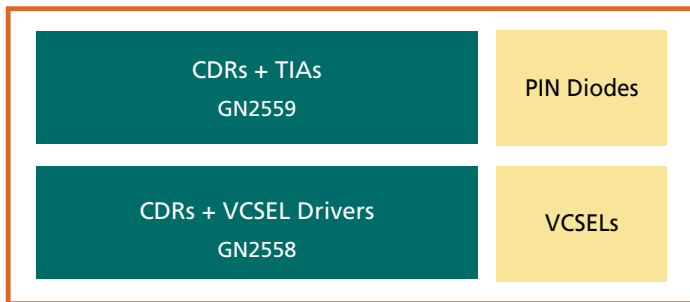 CDRs + TIAs
GN2559
PIN Diodes
CDRs + VCSEL Drivers
GN2558
VCSELs